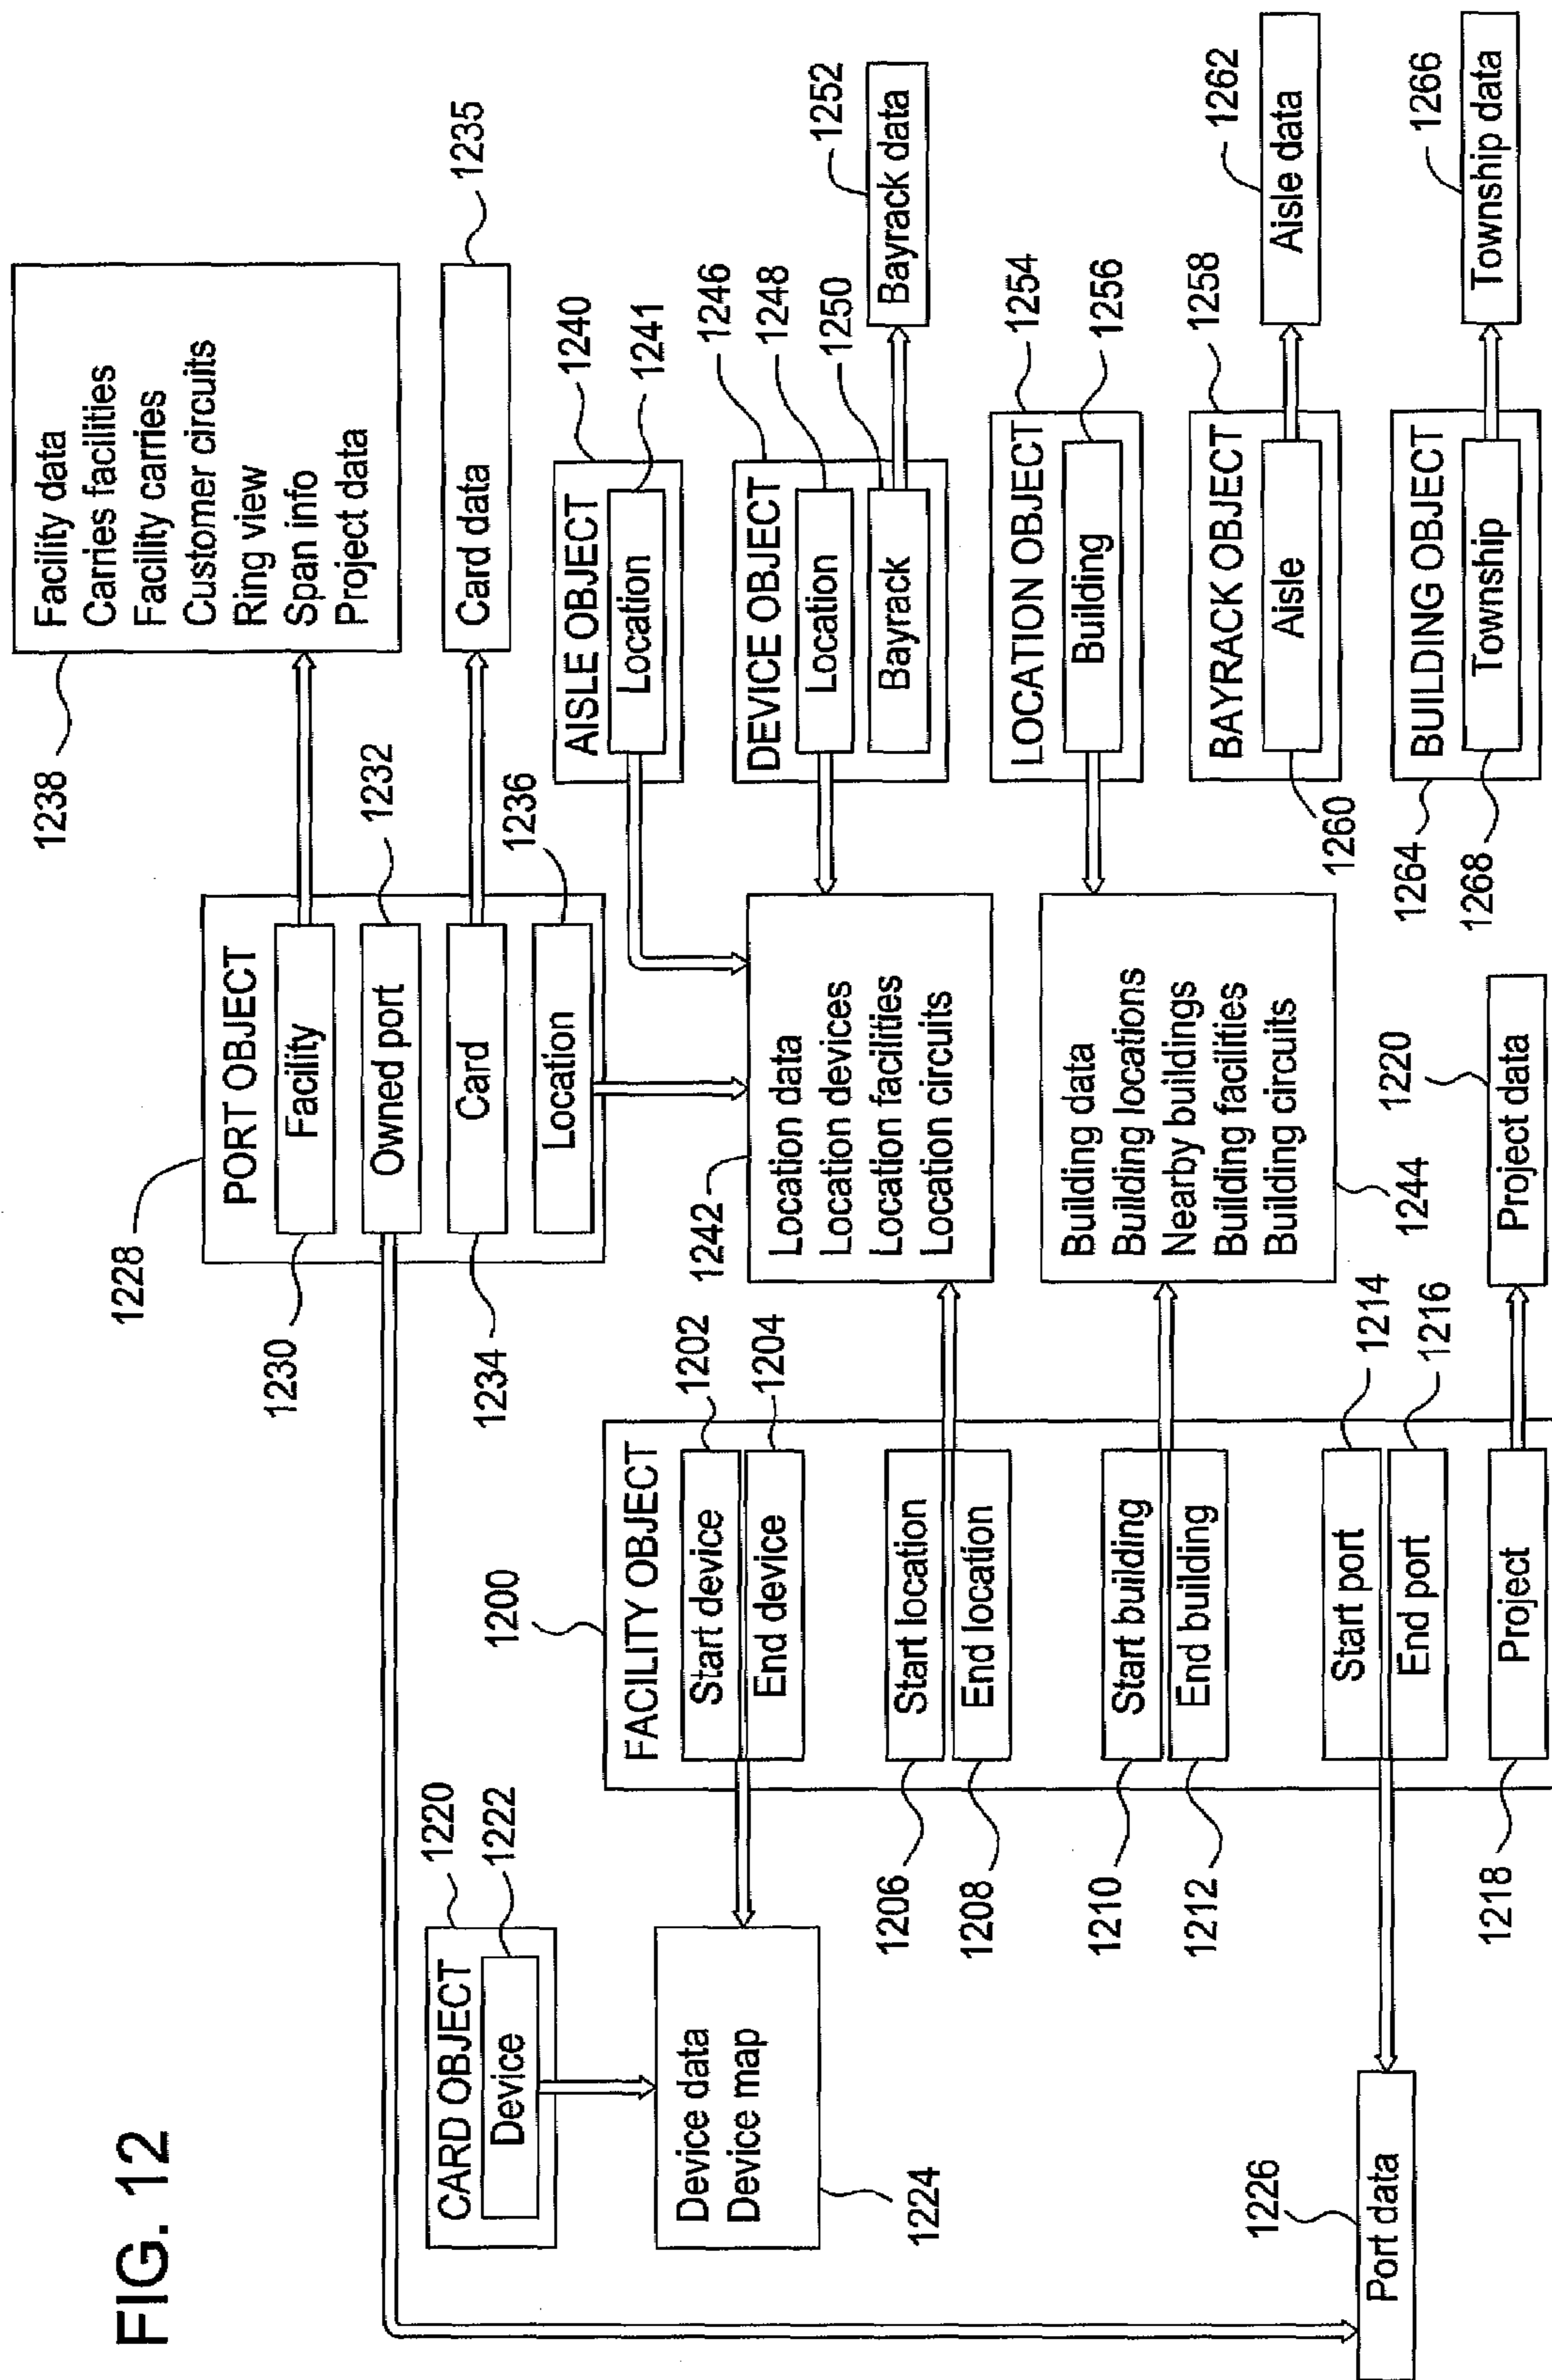 FIG. 12
1238
Facility data
Carries facilities
Facility carries
Customer circuits
Ring view
Span info
Project data
1228
PORT OBJECT
1230
Facility
1232
Owned port
1234
Card
1235
Card data
1236
Location
1220
CARD OBJECT
1222
Device
1240
AISLE OBJECT
1241
Location
1200
FACILITY OBJECT
1202
Start device
1204
End device
1224
Device data
Device map
1242
Location data
Location devices
Location facilities
Location circuits
1246
DEVICE OBJECT
1248
Location
1250
Bayrack
1252
Bayrack data
1206
Start location
1208
End location
1254
LOCATION OBJECT
1256
Building
1210
Start building
1212
End building
1244
Building data
Building locations
Nearby buildings
Building facilities
Building circuits
1258
BAYRACK OBJECT
1260
Aisle
1262
Aisle data
1226
Port data
1214
Start port
1216
End port
1218
Project
1220
Project data
1264
BUILDING OBJECT
1268
Township
1266
Township data